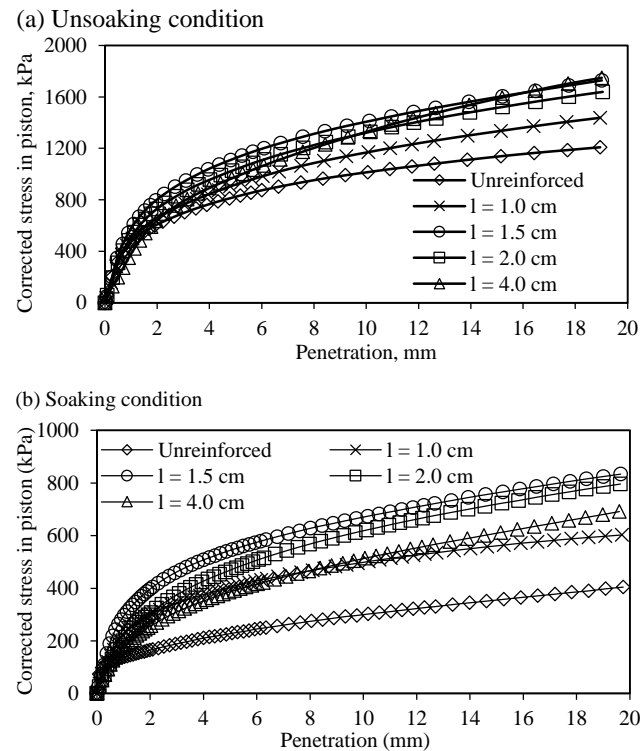 (a) Unsoaking condition
Corrected stress in piston, kPa
2000
1600
1200
800
400
0
Unreinforced
l = 1.0 cm
l = 1.5 cm
l = 2.0 cm
l = 4.0 cm
0 2 4 6 8 10 12 14 16 18 20
Penetration, mm
(b) Soaking condition
Corrected stress in piston (kPa)
1000
800
600
400
200
0
Unreinforced l = 1.0 cm
l = 1.5 cm l = 2.0 cm
l = 4.0 cm
0 2 4 6 8 10 12 14 16 18 20
Penetration (mm)